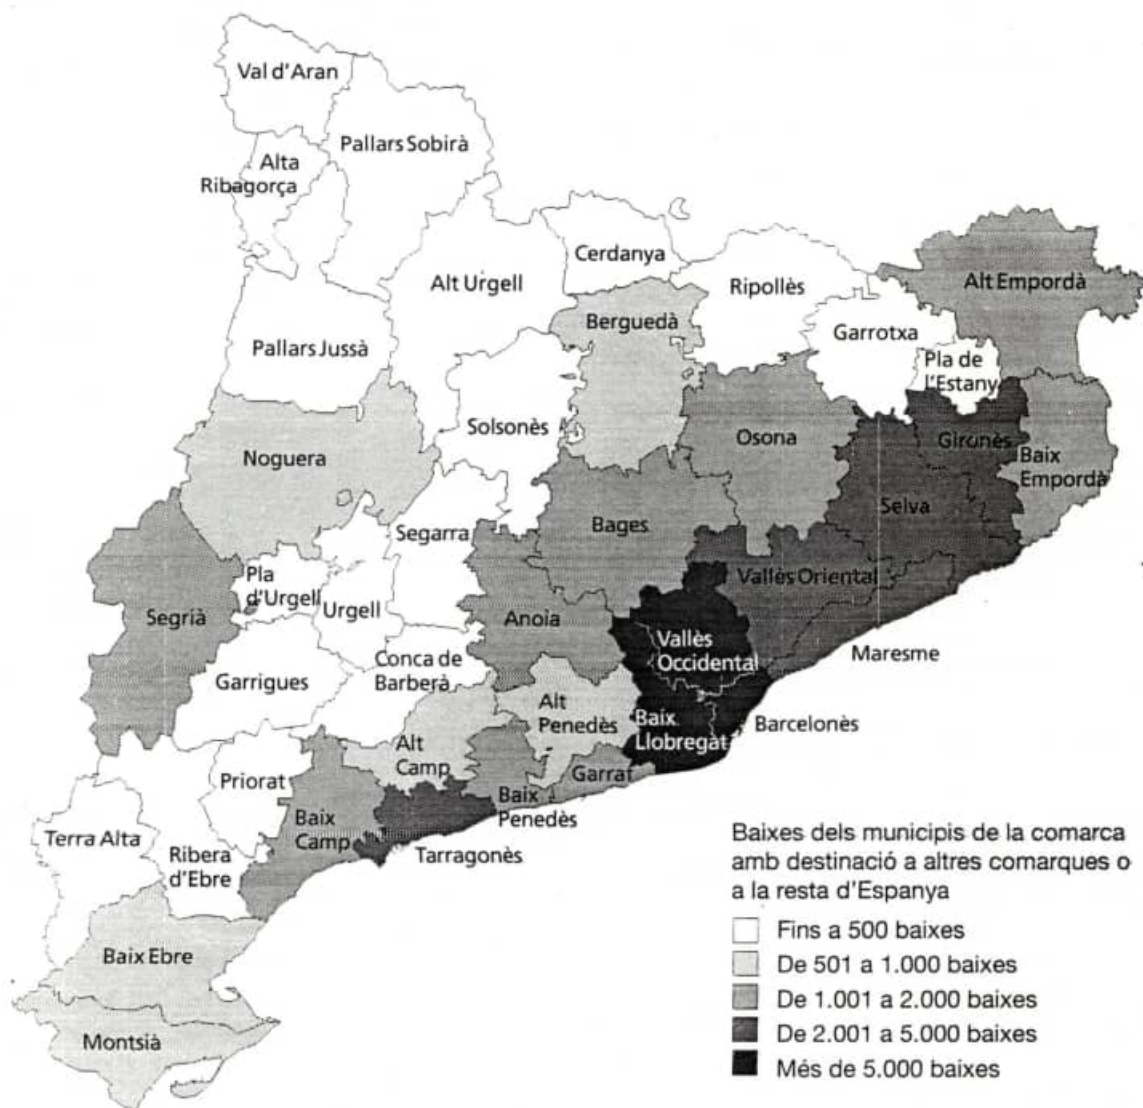 Val d'Aran
Pallars Sobirà
Alta
Ribagorça
Cerdanya
Alt Urgell
Ripollès
Alt Empordà
Berguedà
Garrotxa
Pallars Jussà
Pla de
l'Estany
Solsonès
Osona
Gironès
Noguera
Baix
Empordà
Selva
Bages
Segarra
Pla
d'Urgell
Vallès Oriental
Urgell
Segrià
Anoia
Vallès
Occidental
Maresme
Conca de
Barberà
Garrigues
Alt
Penedès
Baix
Llobregat
Barcelonès
Alt
Camp
Garraf
Priorat
Baix
Penedès
Baix
Camp
Terra Alta
Ribera
d'Ebre
Tarragonès
Baix Ebre
Montsià
Baixes dels municipis de la comarca
amb destinació a altres comarques o
a la resta d'Espanya
Fins a 500 baixes
De 501 a 1.000 baixes
De 1.001 a 2.000 baixes
De 2.001 a 5.000 baixes
Més de 5.000 baixes